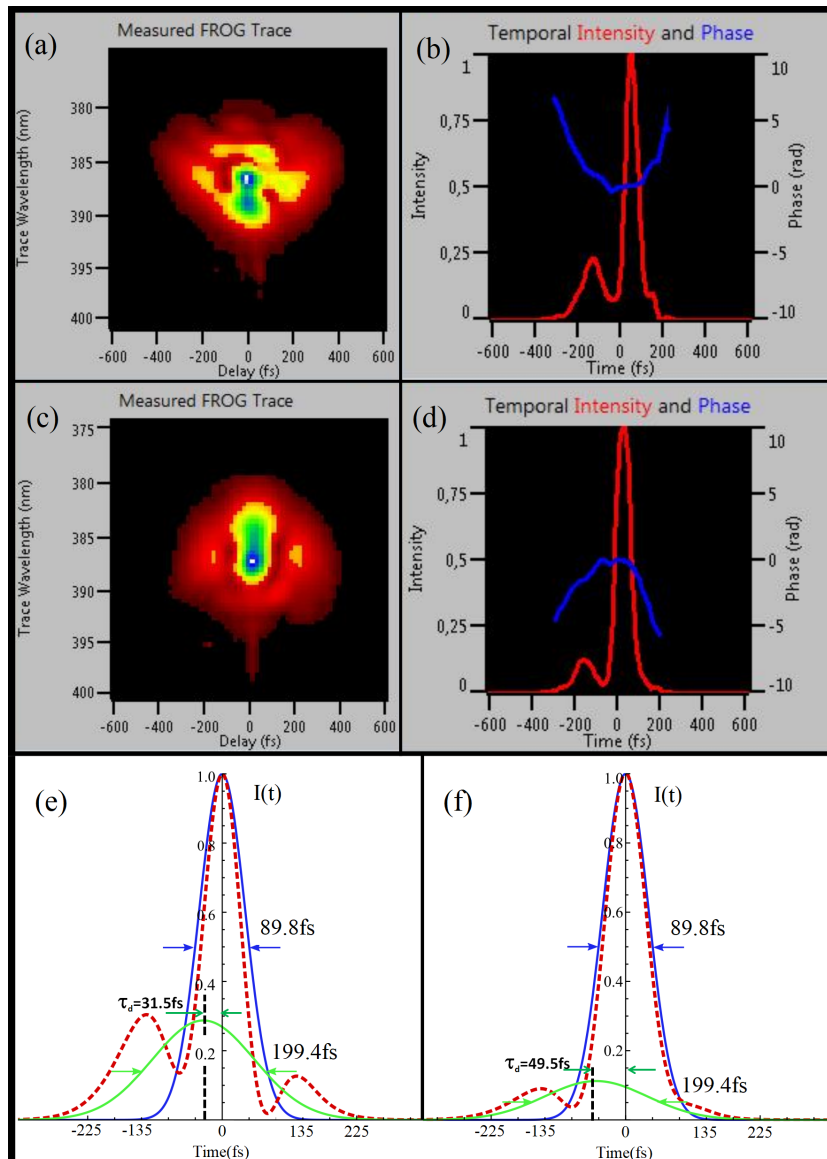 (a)
Measured FROG Trace
Trace Wavelength (nm)
380
385
390
395
400
-600 -400 -200 0 200 400 600
Delay (fs)
(b)
Temporal Intensity and Phase
Intensity
1
0,75
0,5
0,25
0
10
5
0
-5
-10
Phase (rad)
-600 -400 -200 0 200 400 600
Time (fs)
(c)
Measured FROG Trace
Trace Wavelength (nm)
375
380
385
390
395
400
-600 -400 -200 0 200 400 600
Delay (fs)
(d)
Temporal Intensity and Phase
Intensity
1
0,75
0,5
0,25
0
10
5
0
-5
-10
Phase (rad)
-600 -400 -200 0 200 400 600
Time (fs)
(e)
1.0
I(t)
0.8
0.6
89.8fs
0.4
τd=31.5fs
0.2
199.4fs
-225 -135 0 135 225
Time(fs)
(f)
1.0
I(t)
0.8
0.6
89.8fs
0.4
0.2
τd=49.5fs
199.4fs
-225 -135 0 135 225
Time(fs)